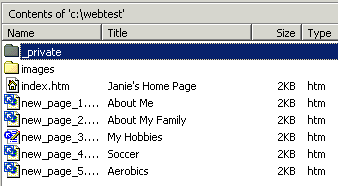 Contents of 'c:\webtest'
Name Title Size Type
_private
images
index.htm Janie's Home Page 2KB htm
new_page_1.... About Me 2KB htm
new_page_2.... About My Family 2KB htm
new_page_3.... My Hobbies 2KB htm
new_page_4.... Soccer 2KB htm
new_page_5.... Aerobics 2KB htm